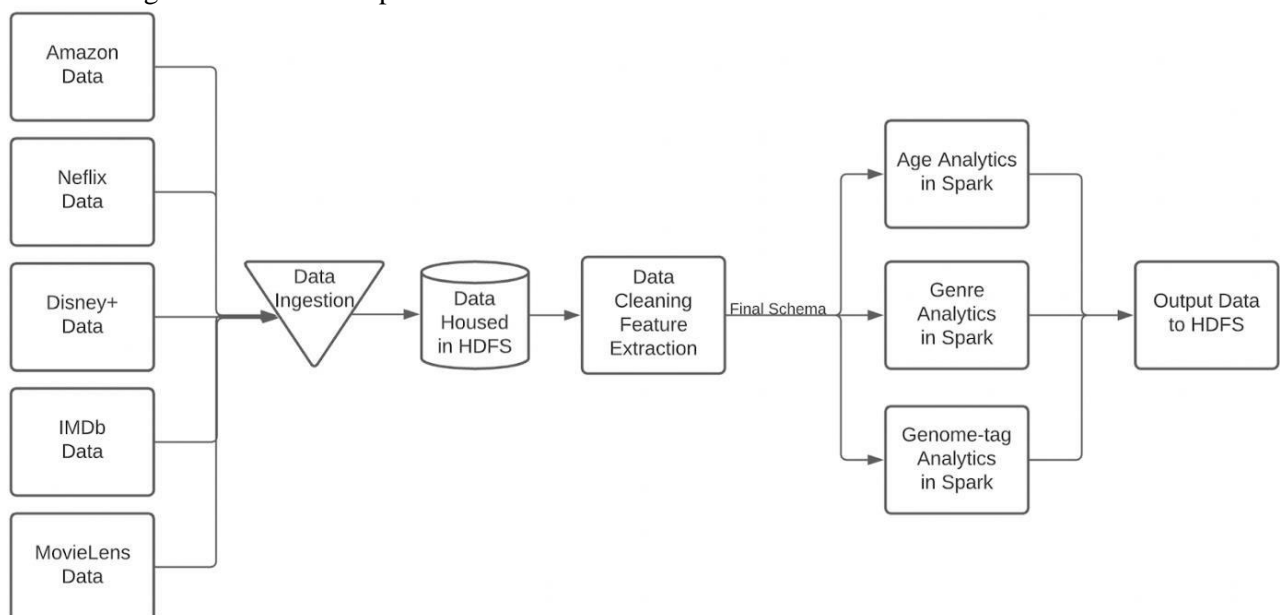 Amazon
Data
Neflix
Data
Disney+
Data
IMDb
Data
MovieLens
Data
Data
Ingestion
Data
Housed
in HDFS
Data
Cleaning
Feature
Extraction
Final Schema
Age Analytics
in Spark
Genre
Analytics
in Spark
Genome-tag
Analytics
in Spark
Output Data
to HDFS